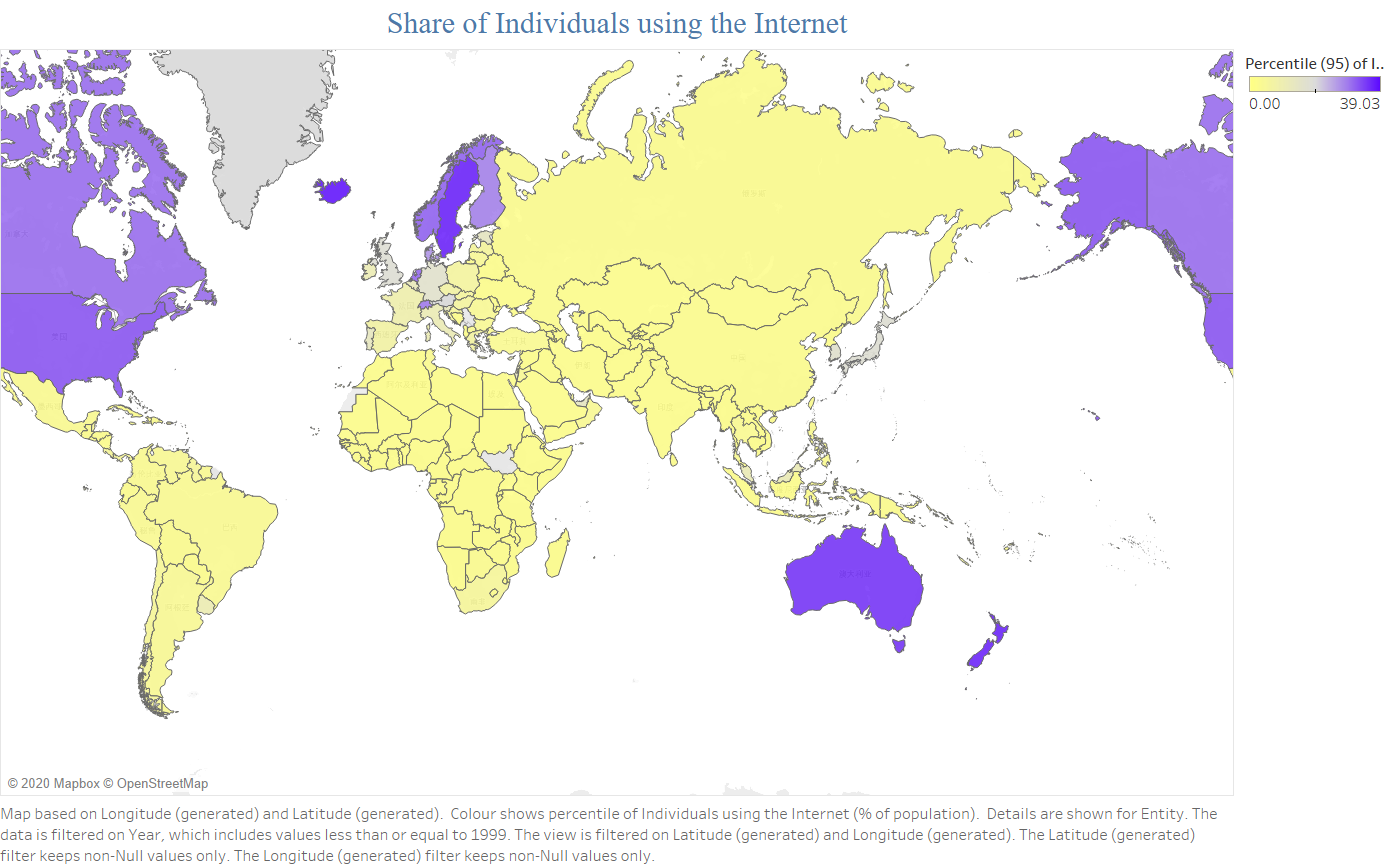 Share of Individuals using the Internet
Percentile (95) of I..
0.00
39.03
美国
© 2020 Mapbox © OpenStreetMap
Map based on Longitude (generated) and Latitude (generated).  Colour shows percentile of Individuals using the Internet (% of population).  Details are shown for Entity. The
data is filtered on Year, which includes values less than or equal to 1999. The view is filtered on Latitude (generated) and Longitude (generated). The Latitude (generated)
filter keeps non-Null values only. The Longitude (generated) filter keeps non-Null values only.